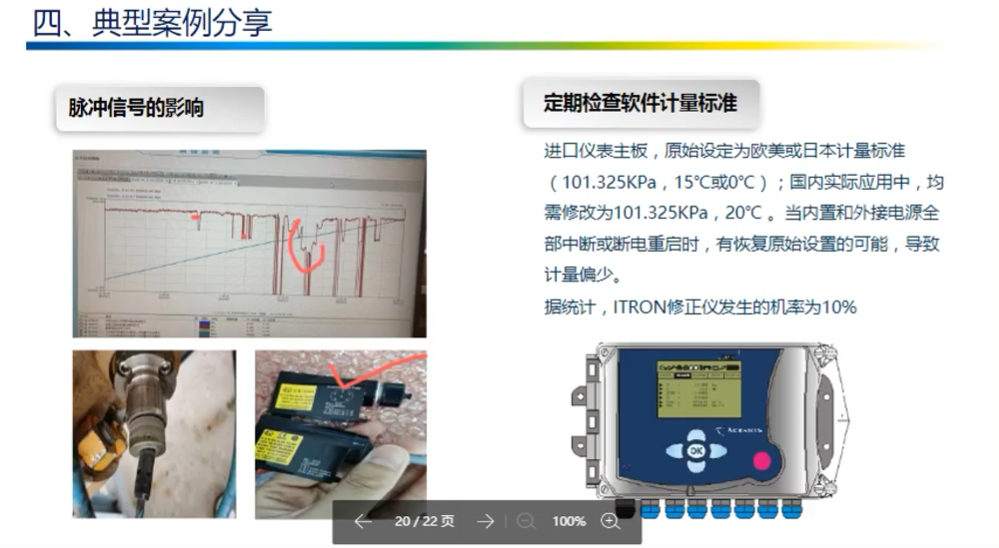 四、典型案例分享
脉冲信号的影响
定期检查软件计量标准
进口仪表主板，原始设定为欧美或日本计量标准
（101.325KPa，15℃或0℃）；国内实际应用中，均
需修改为101.325KPa，20℃ 。当内置和外接电源全
部中断或断电重启时，有恢复原始设置的可能，导致
计量偏少。
据统计，ITRON修正仪发生的机率为10%
OK
20 / 22 页
100%